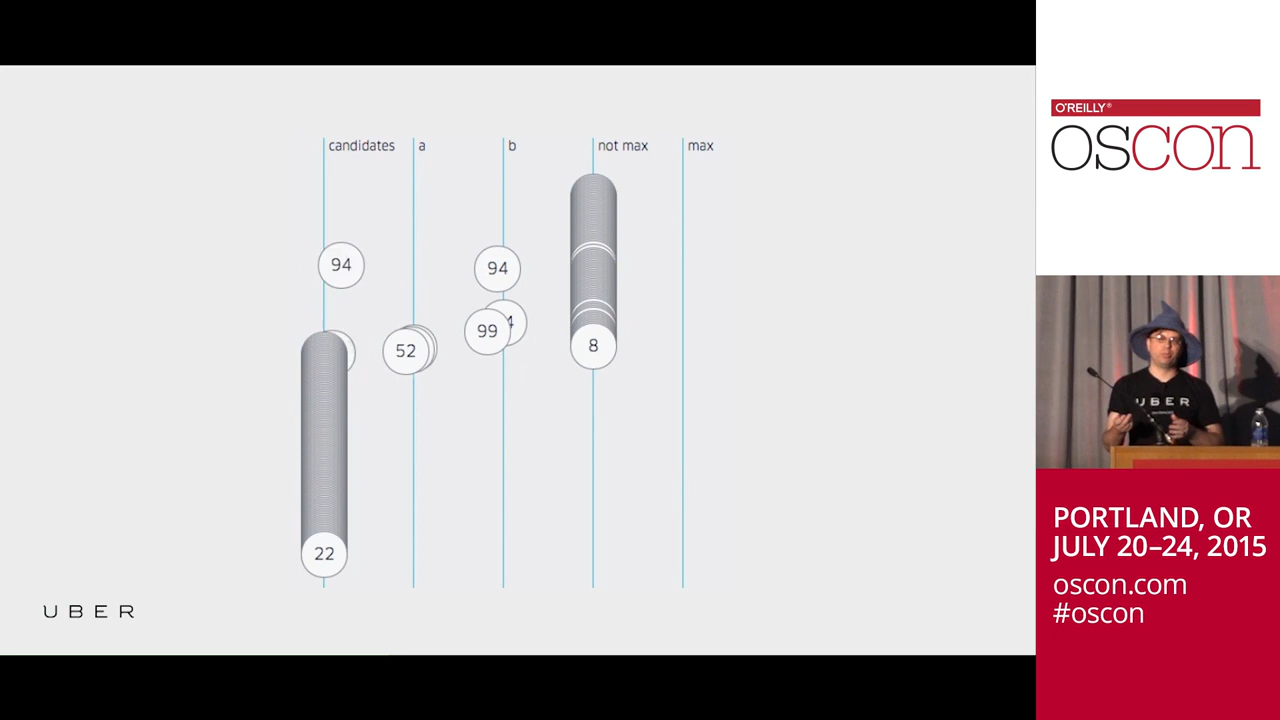 candidates a b not max max
94
94
99
4
52
8
22
UBER
O'REILLY®
OSCON
UBER
PORTLAND, OR
JULY 20–24, 2015
oscon.com
#oscon